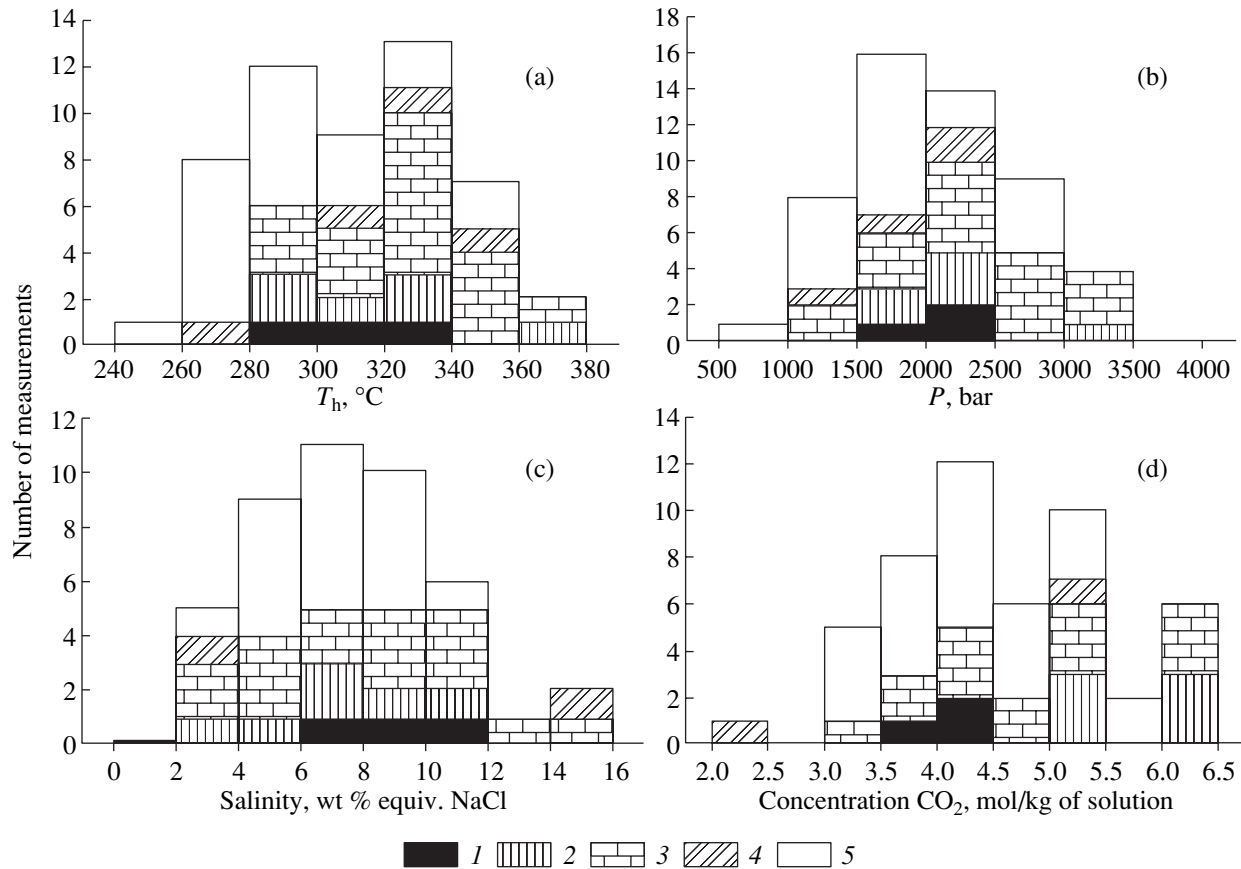 14
12
10
8
6
4
2
0
(a)
240 260 280 300 320 340 360 380
Th, °C
18
16
14
12
10
8
6
4
2
0
(b)
500 1000 1500 2000 2500 3000 3500 4000
P, bar
Number of measurements
12
10
8
6
4
2
0
(c)
0 2 4 6 8 10 12 14 16
Salinity, wt % equiv. NaCl
14
12
10
8
6
4
2
0
(d)
2.0 2.5 3.0 3.5 4.0 4.5 5.0 5.5 6.0 6.5
Concentration CO2, mol/kg of solution
1 2 3 4 5